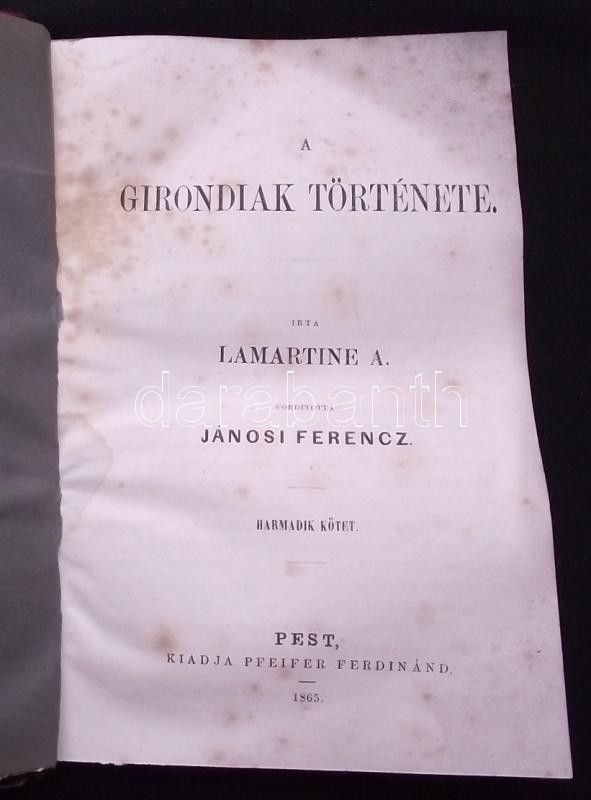 A
GIRONDIAK TÖRTÉNETE.
IRTA
LAMARTINE A.
darabanth
FORDITOTTA
JÁNOSI FERENCZ.
HARMADIK KÖTET.
PEST,
KIADJA PFEIFER FERDINÁND.
1865.